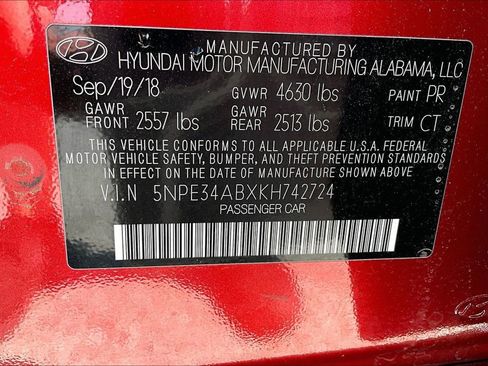 MANUFACTURED BY
HYUNDAI MOTOR MANUFACTURING ALABAMA, LLC
Sep/19/18 GVWR 4630 lbs PAINT PR
GAWR FRONT 2557 lbs GAWR REAR 2513 lbs TRIM CT
THIS VEHICLE CONFORMS TO ALL APPLICABLE U.S.A. FEDERAL
MOTOR VEHICLE SAFETY, BUMPER, AND THEFT PREVENTION STANDARDS
IN EFFECT ON THE DATE OF MANUFACTURE SHOWN ABOVE.
V.I.N 5NPE34ABXKH742724
PASSENGER CAR